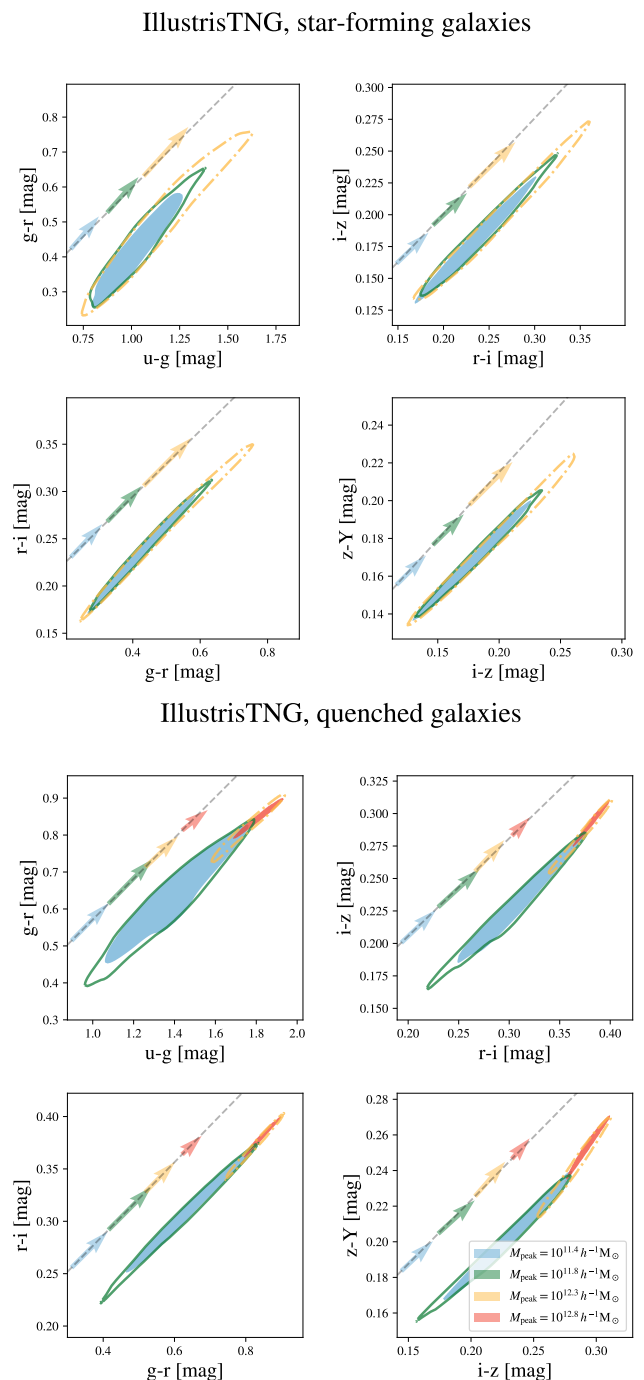 IllustrisTNG, star-forming galaxies
g-r [mag]
0.8
0.7
0.6
0.5
0.4
0.3
0.75 1.00 1.25 1.50 1.75
u-g [mag]
i-z [mag]
0.300
0.275
0.250
0.225
0.200
0.175
0.150
0.125
0.15 0.20 0.25 0.30 0.35
r-i [mag]
r-i [mag]
0.35
0.30
0.25
0.20
0.15
0.4 0.6 0.8
g-r [mag]
z-Y [mag]
0.24
0.22
0.20
0.18
0.16
0.14
0.15 0.20 0.25 0.30
i-z [mag]
IllustrisTNG, quenched galaxies
g-r [mag]
0.9
0.8
0.7
0.6
0.5
0.4
0.3
1.0 1.2 1.4 1.6 1.8 2.0
u-g [mag]
i-z [mag]
0.325
0.300
0.275
0.250
0.225
0.200
0.175
0.150
0.20 0.25 0.30 0.35 0.40
r-i [mag]
r-i [mag]
0.40
0.35
0.30
0.25
0.20
0.4 0.6 0.8
g-r [mag]
z-Y [mag]
0.28
0.26
0.24
0.22
0.20
0.18
0.16
0.15 0.20 0.25 0.30
i-z [mag]
M_peak = 10^11.4 h^−1 M_⊙
M_peak = 10^11.8 h^−1 M_⊙
M_peak = 10^12.3 h^−1 M_⊙
M_peak = 10^12.8 h^−1 M_⊙